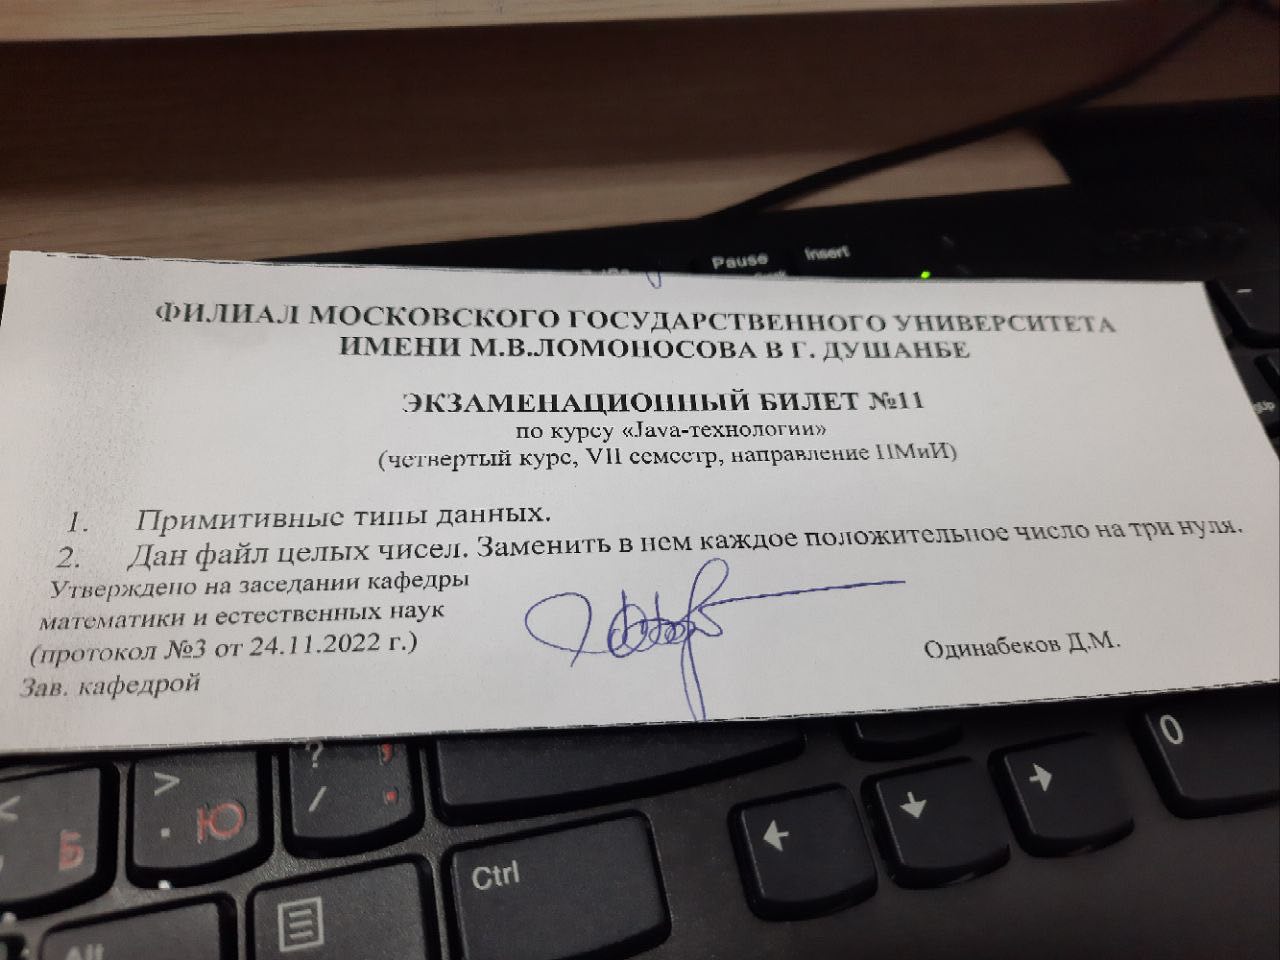 Pause
Insert
ФИЛИАЛ МОСКОВСКОГО ГОСУДАРСТВЕННОГО УНИВЕРСИТЕТА
ИМЕНИ М.В.ЛОМОНОСОВА В Г. ДУШАНБЕ
ЭКЗАМЕНАЦИОННЫЙ БИЛЕТ №11
по курсу «Java-технологии»
(четвертый курс, VII семестр, направление ПМиИ)
1. Примитивные типы данных.
2. Дан файл целых чисел. Заменить в нем каждое положительное число на три нуля.
Утверждено на заседании кафедры
математики и естественных наук
(протокол №3 от 24.11.2022 г.)
Зав. кафедрой
Одинабеков Д.М.
< , Б
> . Ю
? / , .
0
Ctrl
Alt